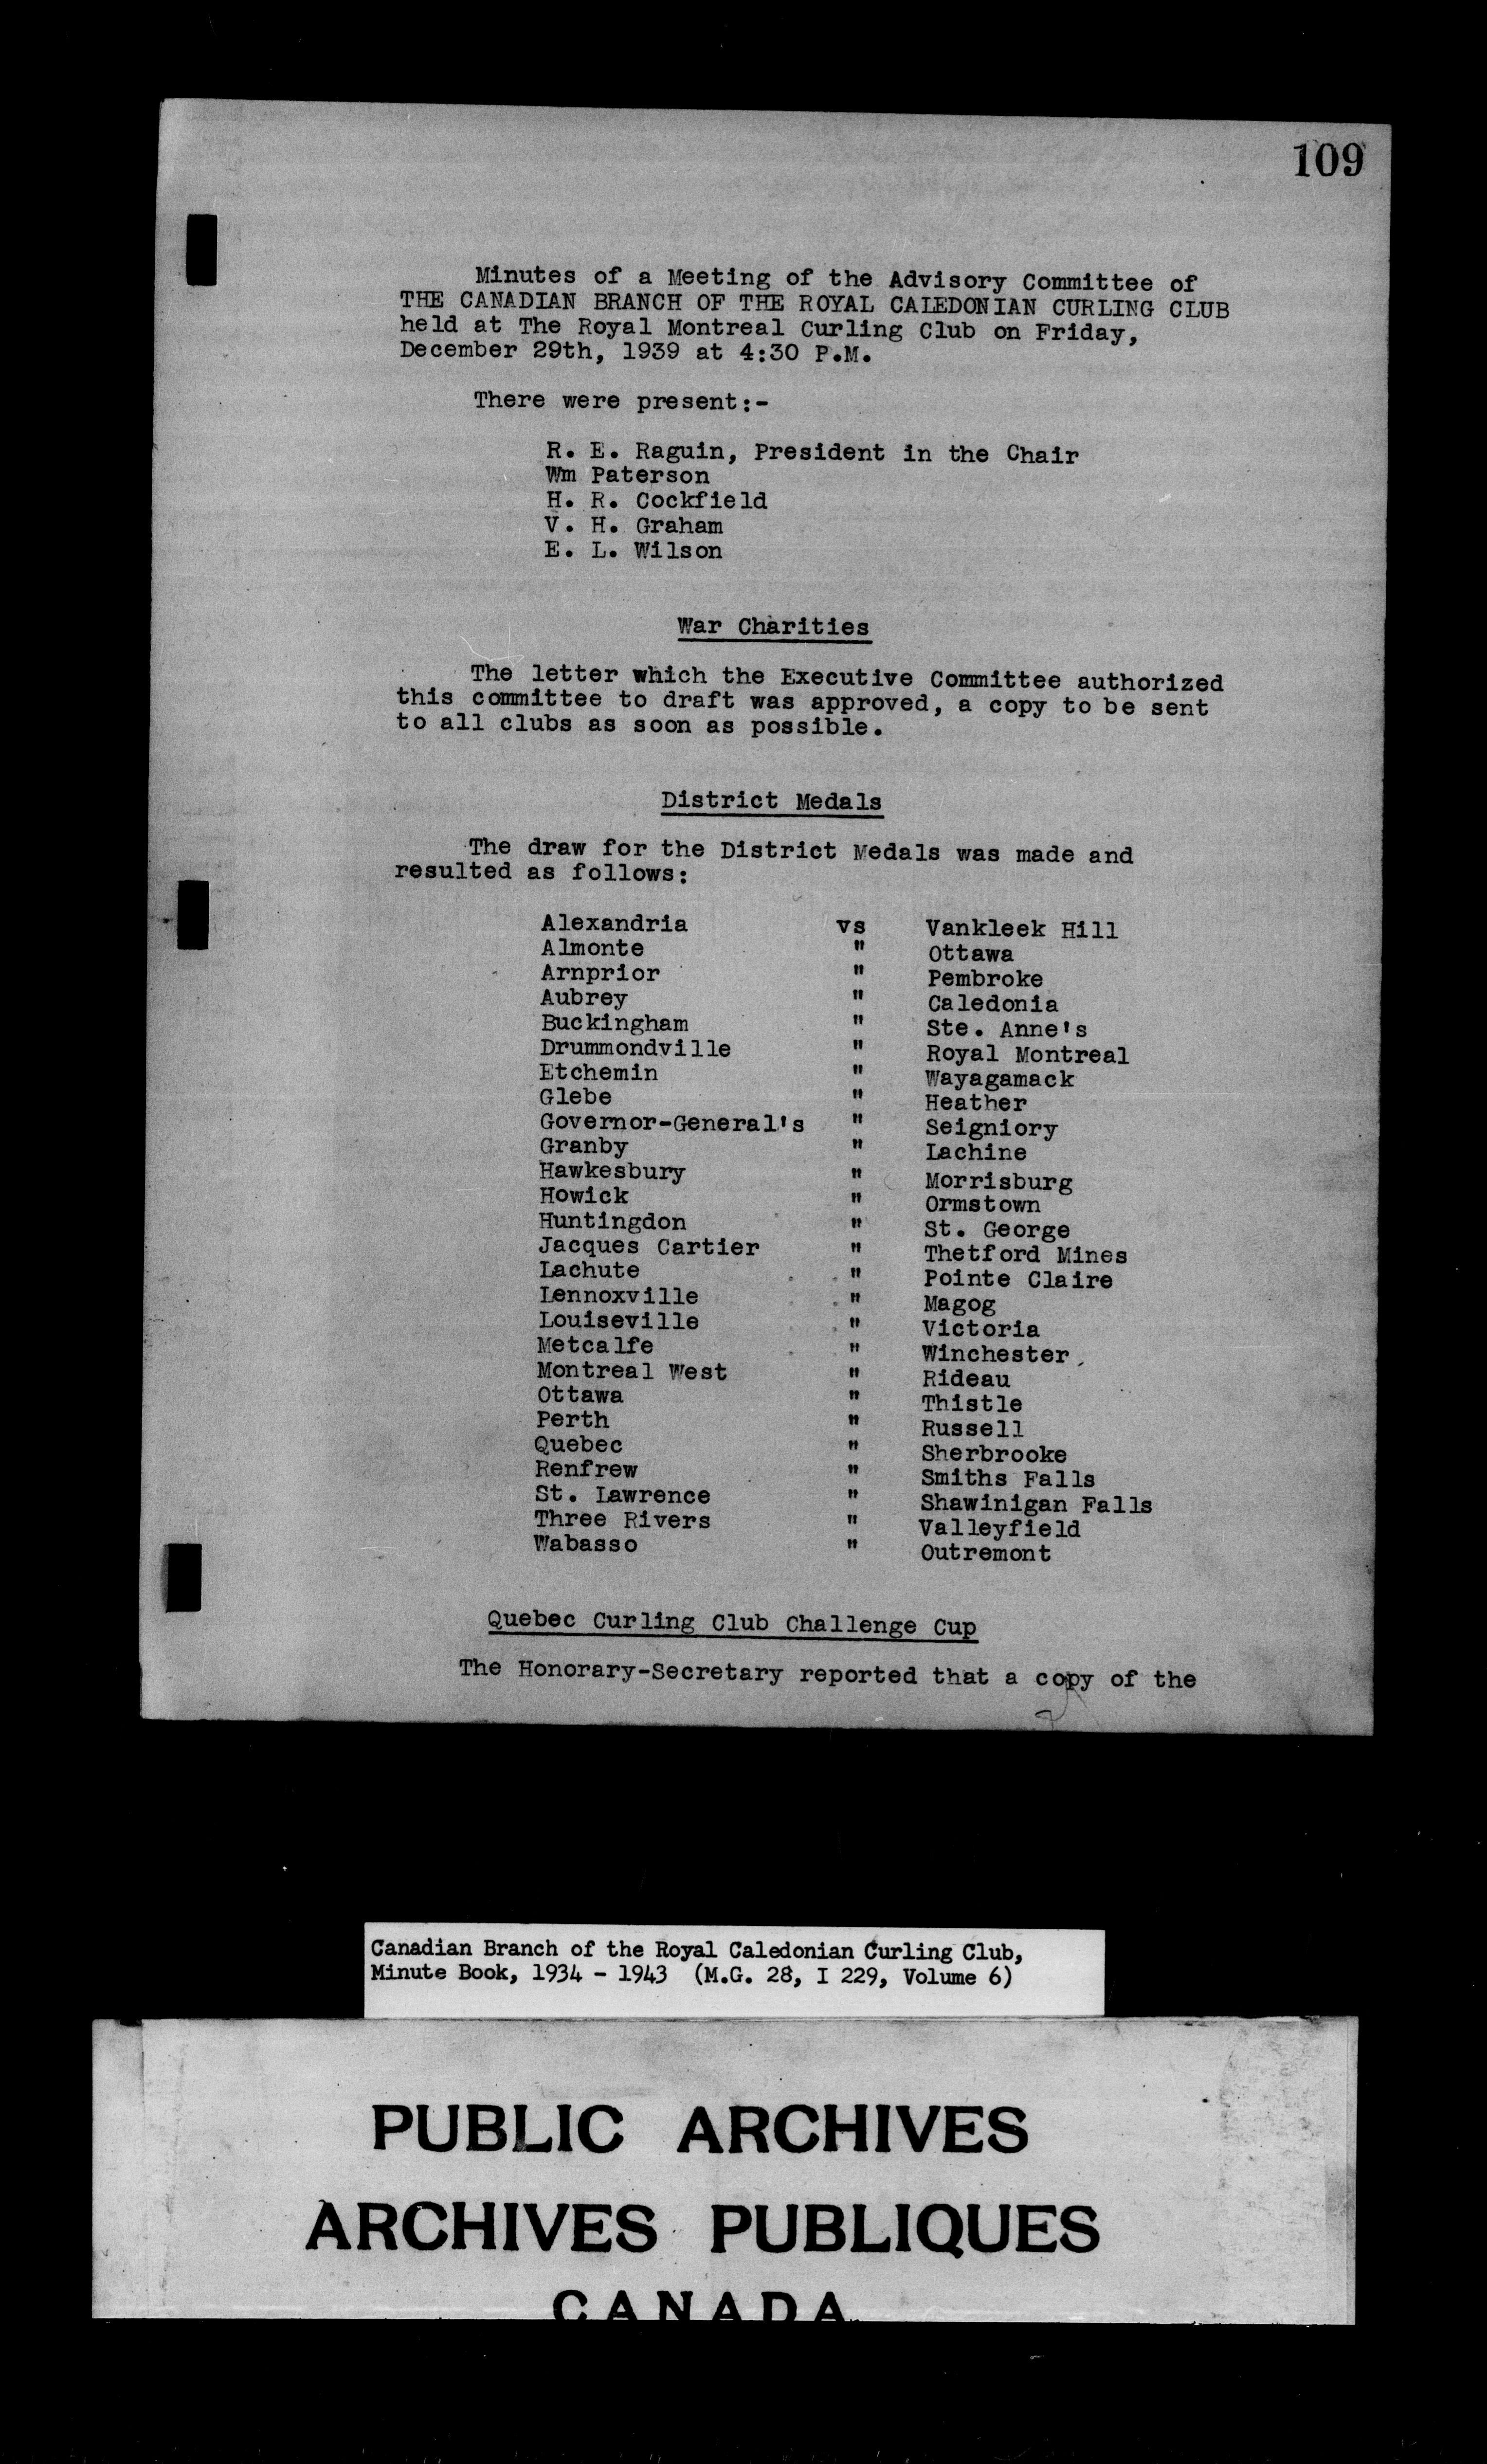 109
Minutes of a Meeting of the Advisory Committee of
THE CANADIAN BRANCH OF THE ROYAL CALEDONIAN CURLING CLUB
held at The Royal Montreal Curling Club on Friday,
December 29th, 1939 at 4:30 P.M.
There were present:-
R. E. Raguin, President in the Chair
Wm Paterson
H. R. Cockfield
V. H. Graham
E. L. Wilson
War Charities
The letter which the Executive Committee authorized
this committee to draft was approved, a copy to be sent
to all clubs as soon as possible.
District Medals
The draw for the District Medals was made and
resulted as follows:
Alexandria vs Vankleek Hill
Almonte " Ottawa
Arnprior " Pembroke
Aubrey " Caledonia
Buckingham " Ste. Anne's
Drummondville " Royal Montreal
Etchemin " Wayagamack
Glebe " Heather
Governor-General's " Seigniory
Granby " Lachine
Hawkesbury " Morrisburg
Howick " Ormstown
Huntingdon " St. George
Jacques Cartier " Thetford Mines
Lachute " Pointe Claire
Lennoxville " Magog
Louiseville " Victoria
Metcalfe " Winchester
Montreal West " Rideau
Ottawa " Thistle
Perth " Russell
Quebec " Sherbrooke
Renfrew " Smiths Falls
St. Lawrence " Shawinigan Falls
Three Rivers " Valleyfield
Wabasso " Outremont
Quebec Curling Club Challenge Cup
The Honorary-Secretary reported that a copy of the
Canadian Branch of the Royal Caledonian Curling Club,
Minute Book, 1934 - 1943 (M.G. 28, I 229, Volume 6)
PUBLIC ARCHIVES
ARCHIVES PUBLIQUES
CANADA